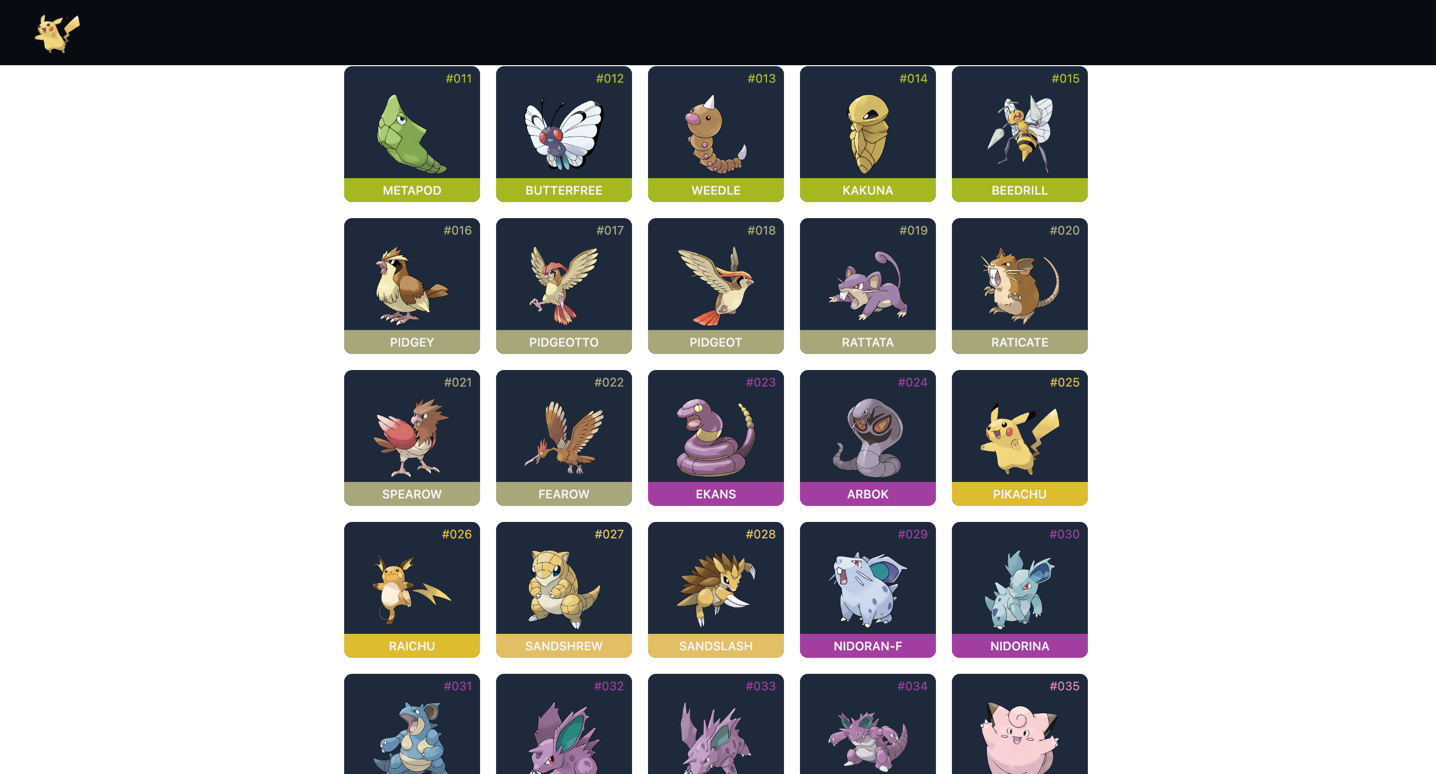 #011 #012 #013 #014 #015
METAPOD BUTTERFREE WEEDLE KAKUNA BEEDRILL
#016 #017 #018 #019 #020
PIDGEY PIDGEOTTO PIDGEOT RATTATA RATICATE
#021 #022 #023 #024 #025
SPEAROW FEAROW EKANS ARBOK PIKACHU
#026 #027 #028 #029 #030
RAICHU SANDSHREW SANDSLASH NIDORAN-F NIDORINA
#031 #032 #033 #034 #035